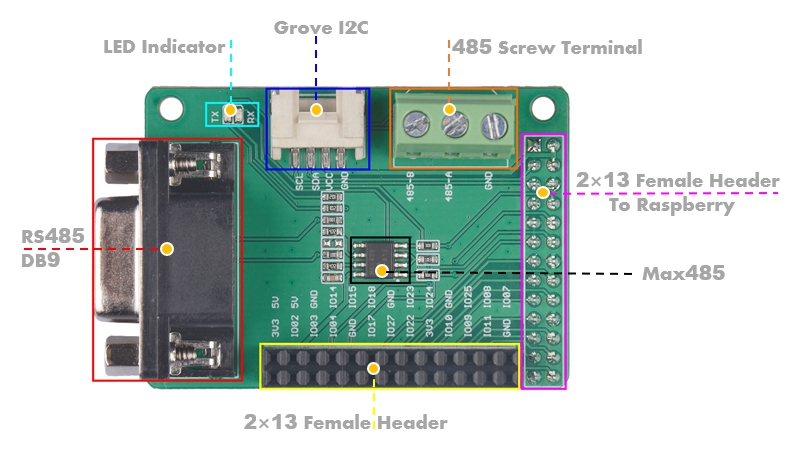 Grove I2C
LED Indicator
485 Screw Terminal
TX
RX
SCL
SDA
VCC
GND
485-B
485-A
GND
2×13 Female Header
To Raspberry
RS485
DB9
Max485
3V3 5V
IO02 5V
IO03 GND
IO04 IO14
GND IO15
IO17 IO18
IO27 GND
IO22 IO23
3V3 IO24
IO10 GND
IO09 IO25
IO11 IO08
GND IO07
2×13 Female Header